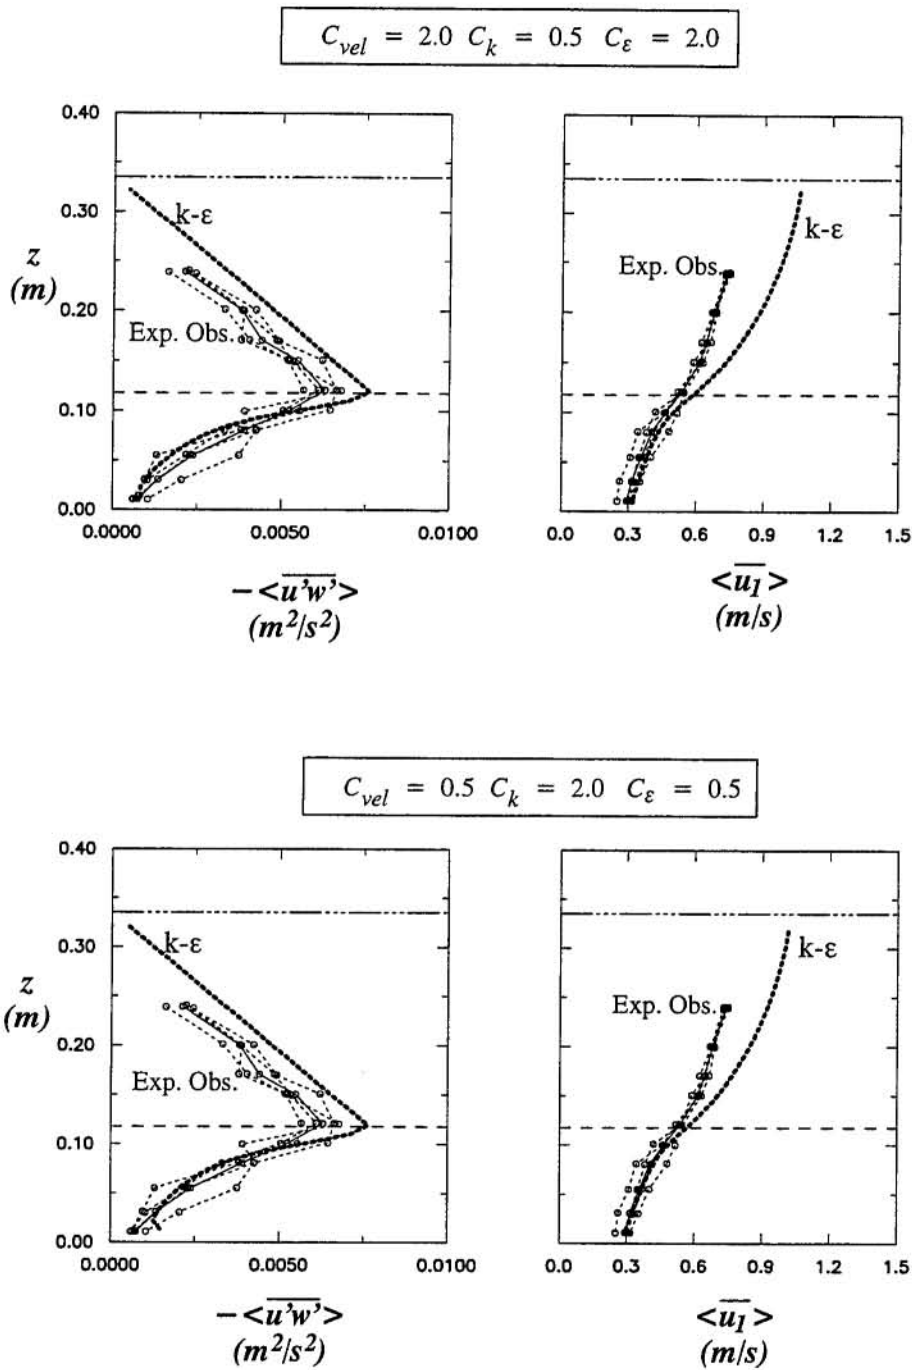 C_vel = 2.0 C_k = 0.5 C_ε = 2.0
0.40
0.30
0.20
0.10
0.00
z
(m)
k-ε
Exp. Obs.
0.0000 0.0050 0.0100
−<u’w’>
(m²/s²)
k-ε
Exp. Obs.
0.0 0.3 0.6 0.9 1.2 1.5
<u₁>
(m/s)
C_vel = 0.5 C_k = 2.0 C_ε = 0.5
0.40
0.30
0.20
0.10
0.00
z
(m)
k-ε
Exp. Obs.
0.0000 0.0050 0.0100
−<u’w’>
(m²/s²)
k-ε
Exp. Obs.
0.0 0.3 0.6 0.9 1.2 1.5
<u₁>
(m/s)